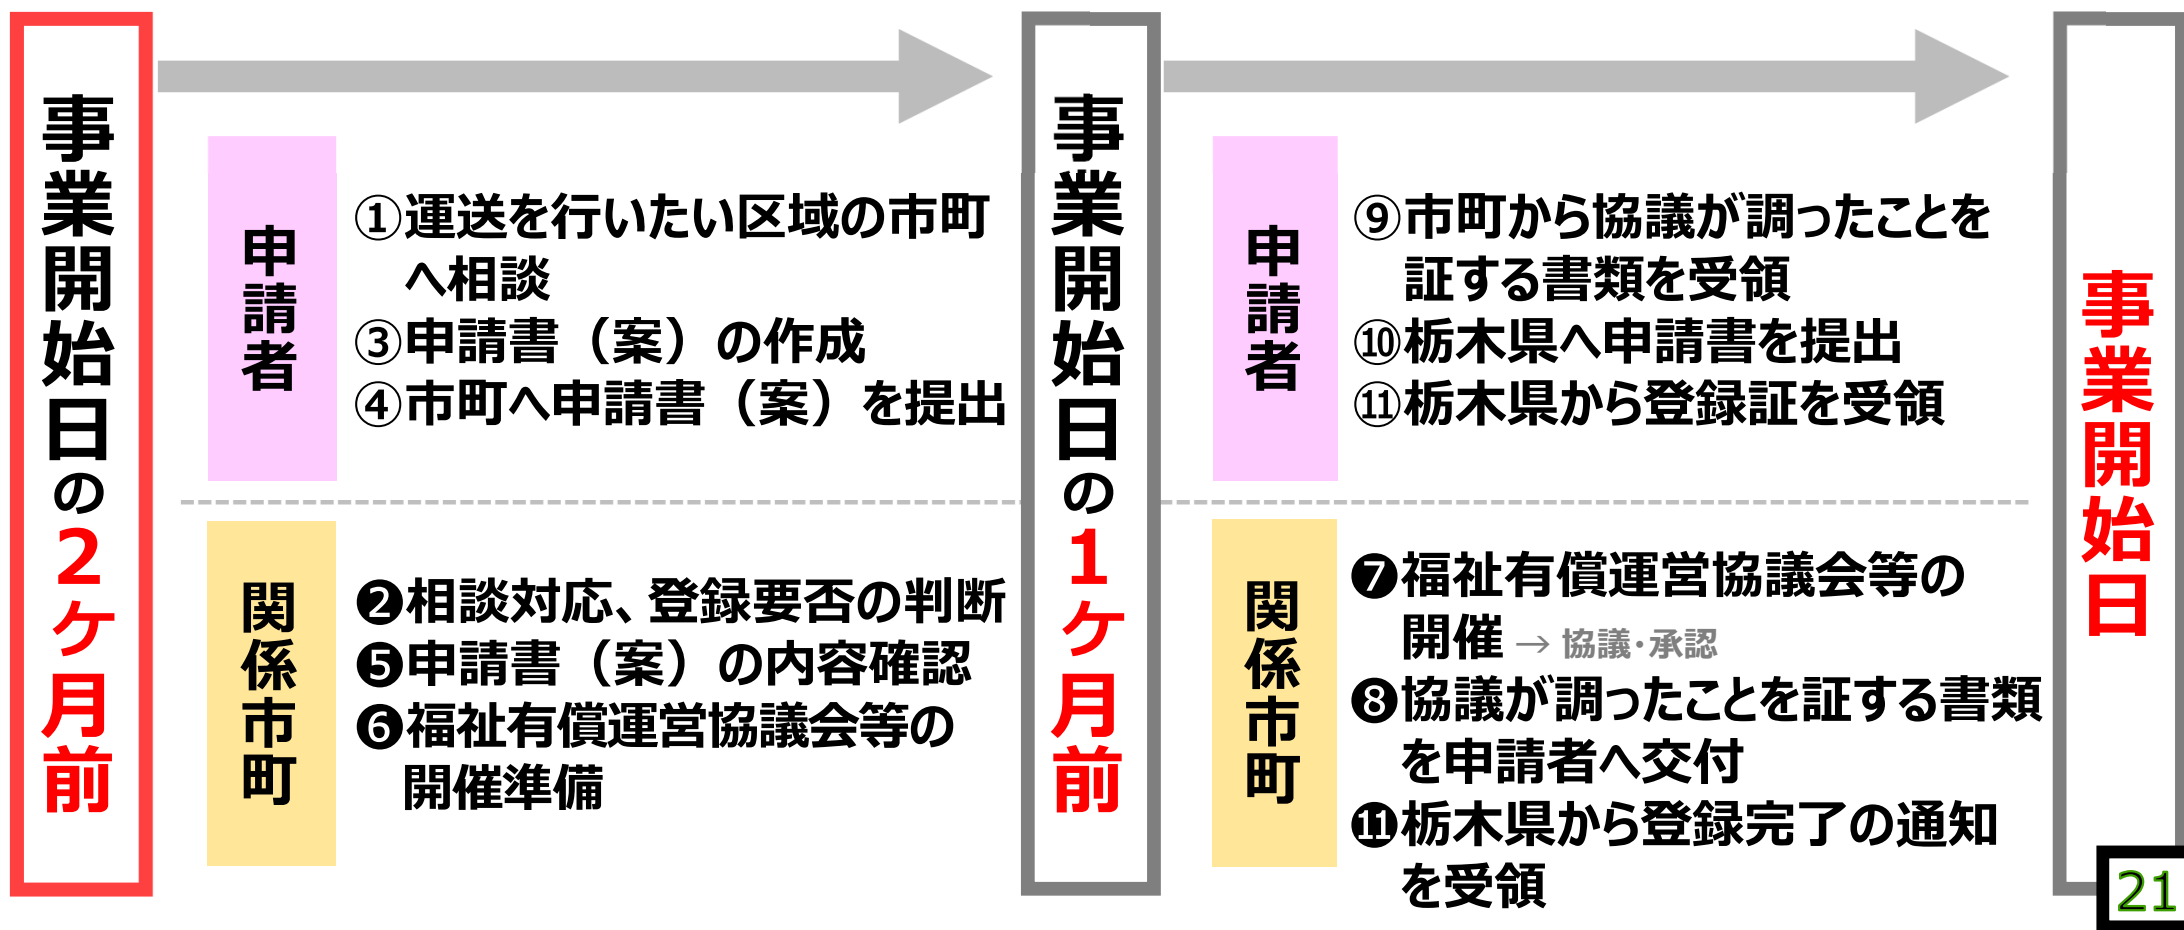 事業開始日の２ケ月前
申請者
①運送を行いたい区域の市町
へ相談
③申請書（案）の作成
④市町へ申請書（案）を提出
関係市町
❷相談対応、登録要否の判断
❺申請書（案）の内容確認
❻福祉有償運営協議会等の
開催準備
事業開始日の１ケ月前
申請者
⑨市町から協議が調ったことを
証する書類を受領
⑩栃木県へ申請書を提出
⑪栃木県から登録証を受領
関係市町
❼福祉有償運営協議会等の
開催 → 協議・承認
❽協議が調ったことを証する書類
を申請者へ交付
⓫栃木県から登録完了の通知
を受領
事業開始日
21